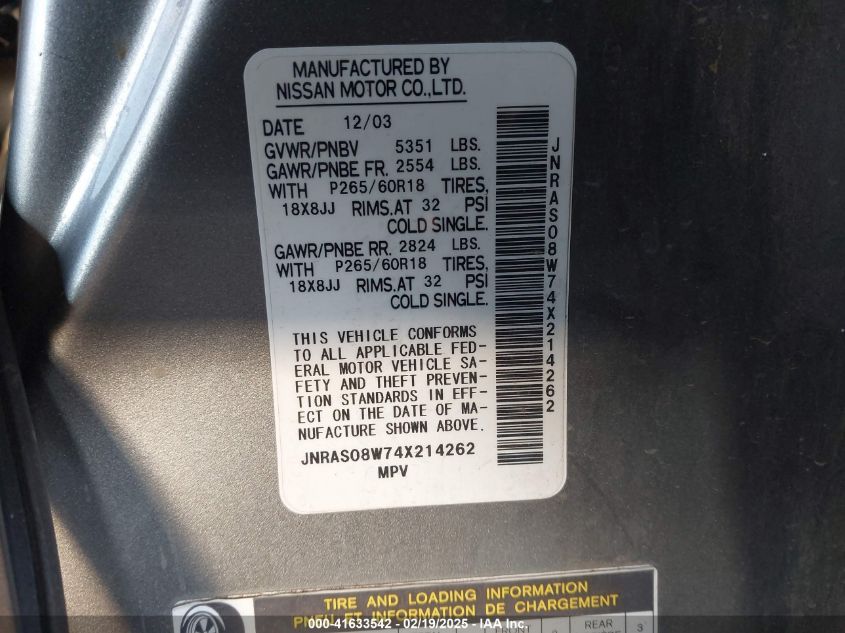 MANUFACTURED BY
NISSAN MOTOR CO.,LTD.
DATE 12/03
GVWR/PNBV 5351 LBS.
GAWR/PNBE FR. 2554 LBS.
WITH P265/60R18 TIRES,
18X8JJ RIMS.AT 32 PSI
COLD SINGLE.
GAWR/PNBE RR. 2824 LBS.
WITH P265/60R18 TIRES,
18X8JJ RIMS.AT 32 PSI
COLD SINGLE.
THIS VEHICLE CONFORMS
TO ALL APPLICABLE FED-
ERAL MOTOR VEHICLE SA-
FETY AND THEFT PREVEN-
TION STANDARDS IN EFF-
ECT ON THE DATE OF MA-
NUFACTURE SHOWN ABOVE.
JNRAS08W74X214262
MPV
JNRAS08W74X214262
TIRE AND LOADING INFORMATION
PNEU ET INFORMATION DE CHARGEMENT
REAR
000-41633542 - 02/19/2025 - IAAI Inc.